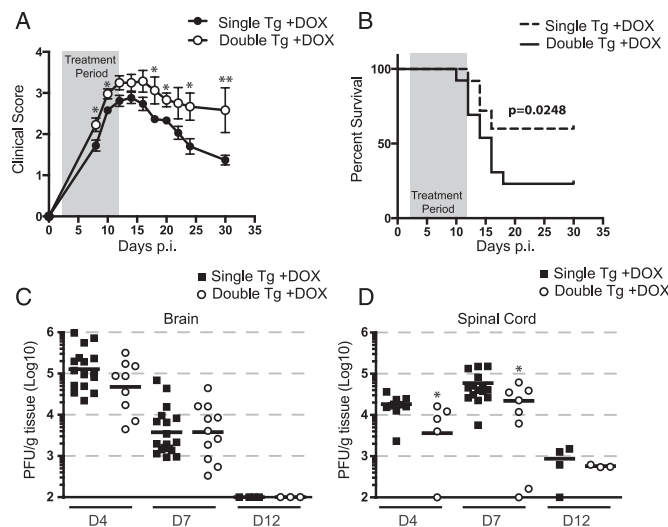 A
Single Tg +DOX
Double Tg +DOX
Treatment
Period
* * * * * **
Clinical Score
4
3
2
1
0
0 5 10 15 20 25 30 35
Days p.i.
B
Single Tg +DOX
Double Tg +DOX
100
50
0
Percent Survival
p=0.0248
Treatment
Period
0 5 10 15 20 25 30 35
Days p.i.
C
Single Tg +DOX
Double Tg +DOX
Brain
PFU/g tissue (Log10)
6
5
4
3
2
D4 D7 D12
D
Single Tg +DOX
Double Tg +DOX
Spinal Cord
PFU/g tissue (Log10)
6
5
4
3
2
* *
D4 D7 D12